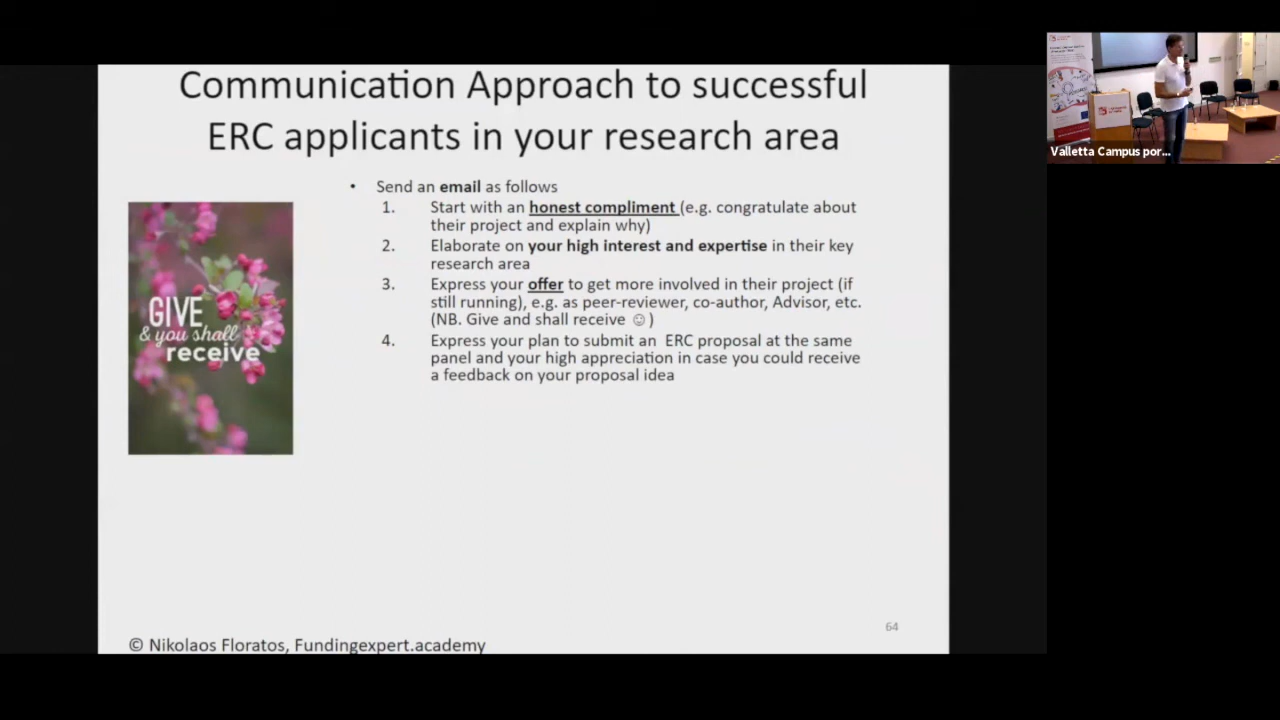 Communication Approach to successful
ERC applicants in your research area
• Send an email as follows
1. Start with an honest compliment (e.g. congratulate about
their project and explain why)
2. Elaborate on your high interest and expertise in their key
research area
3. Express your offer to get more involved in their project (if
still running), e.g. as peer-reviewer, co-author, Advisor, etc.
(NB. Give and shall receive ☺)
4. Express your plan to submit an ERC proposal at the same
panel and your high appreciation in case you could receive
a feedback on your proposal idea
GIVE
& you shall
receive
64
© Nikolaos Floratos, Fundingexpert.academy
Valletta Campus por...